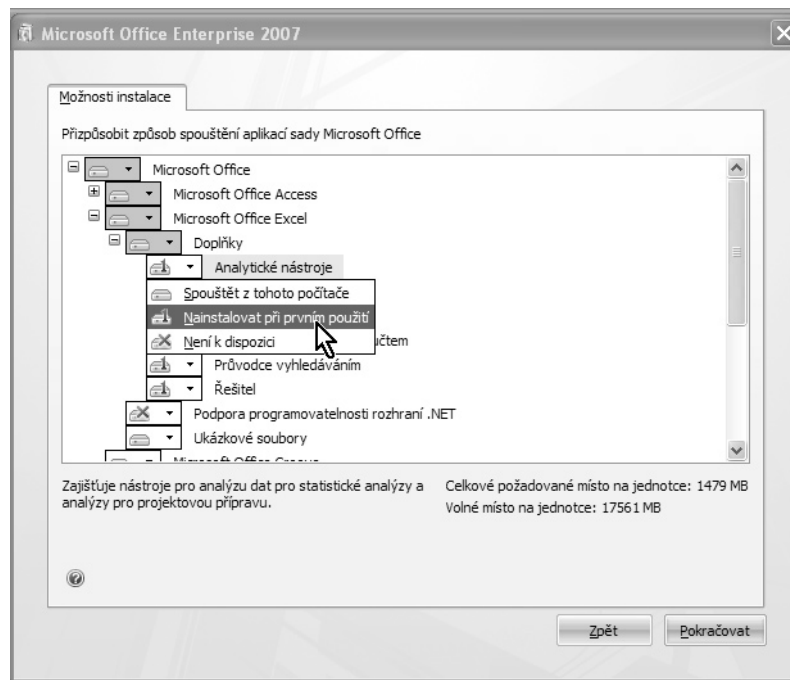 Microsoft Office Enterprise 2007
Možnosti instalace
Přizpůsobit způsob spouštění aplikací sady Microsoft Office
Microsoft Office
Microsoft Office Access
Microsoft Office Excel
Doplňky
Analytické nástroje
Spouštět z tohoto počítače
Nainstalovat při prvním použití
Není k dispozici
Průvodce vyhledáváním
Řešitel
Podpora programovatelnosti rozhraní .NET
Ukázkové soubory
Microsoft Office Groove
Zajišťuje nástroje pro analýzu dat pro statistické analýzy a
analýzy pro projektovou přípravu.
Celkové požadované místo na jednotce: 1479 MB
Volné místo na jednotce: 17561 MB
Zpět
Pokračovat